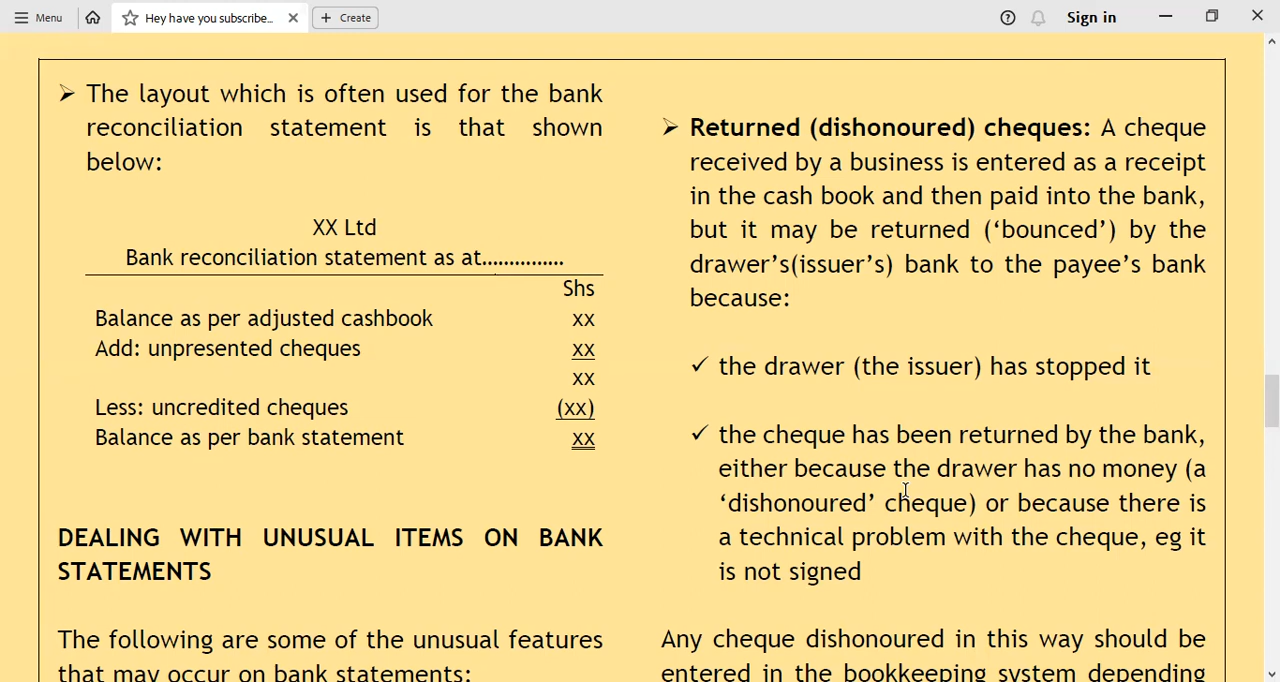 Menu
Hey have you subscribe...
Create
Sign in
➢ The layout which is often used for the bank
reconciliation statement is that shown
below:
XX Ltd
Bank reconciliation statement as at...............
Shs
Balance as per adjusted cashbook xx
Add: unpresented cheques xx
xx
Less: uncredited cheques (xx)
Balance as per bank statement xx
DEALING WITH UNUSUAL ITEMS ON BANK
STATEMENTS
The following are some of the unusual features
that may occur on bank statements:
➢ Returned (dishonoured) cheques: A cheque
received by a business is entered as a receipt
in the cash book and then paid into the bank,
but it may be returned (‘bounced’) by the
drawer’s(issuer’s) bank to the payee’s bank
because:
✓ the drawer (the issuer) has stopped it
✓ the cheque has been returned by the bank,
either because the drawer has no money (a
‘dishonoured’ cheque) or because there is
a technical problem with the cheque, eg it
is not signed
Any cheque dishonoured in this way should be
entered in the bookkeeping system depending